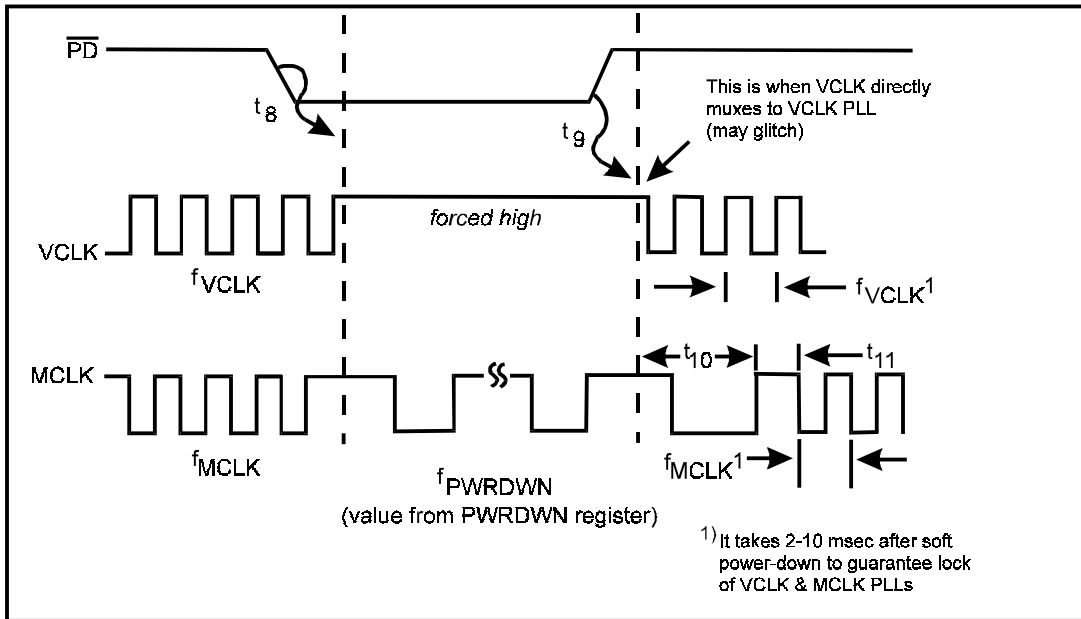 PD
t8
t9
This is when VCLK directly
muxes to VCLK PLL
(may glitch)
forced high
VCLK
fVCLK
fVCLK1
MCLK
t10
t11
fMCLK
fMCLK1
fPWRDWN
(value from PWRDWN register)
1) It takes 2-10 msec after soft
power-down to guarantee lock
of VCLK & MCLK PLLs